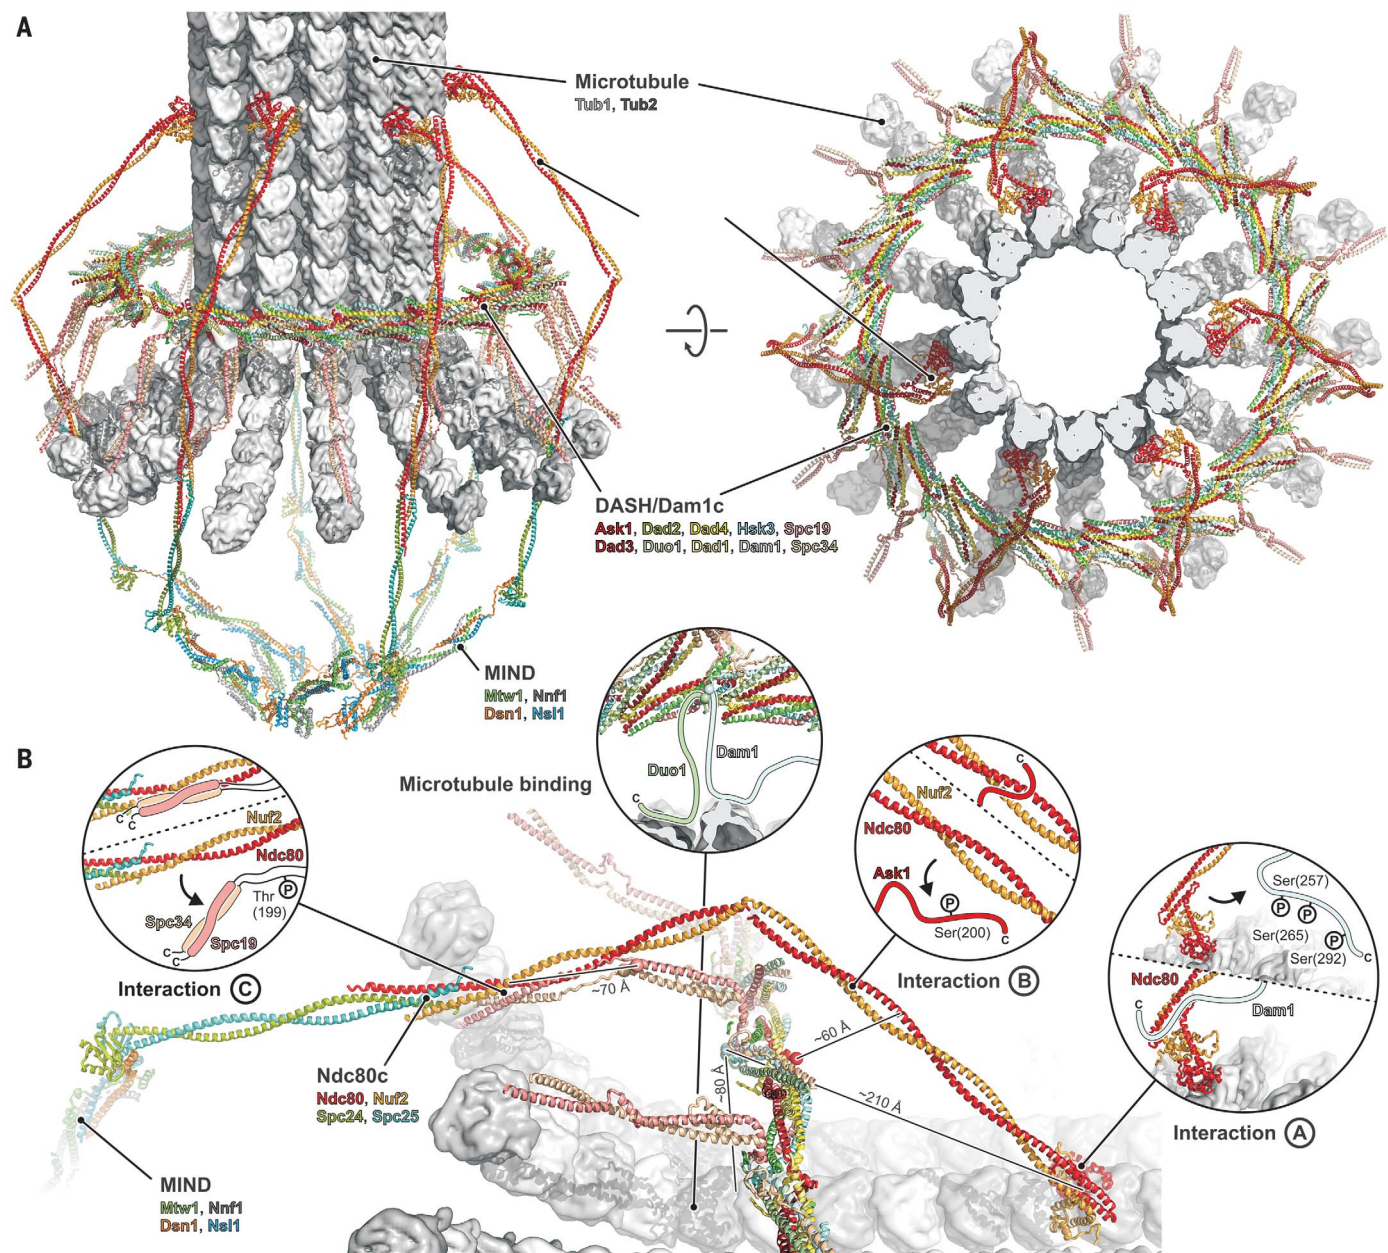 A
Microtubule
Tub1, Tub2
DASH/Dam1c
Ask1, Dad2, Dad4, Hsk3, Spc19
Dad3, Duo1, Dad1, Dam1, Spc34
MIND
Mtw1, Nnf1
Dsn1, Nsl1
B
Microtubule binding
Duo1
Dam1
C
C
C
Nuf2
Ndc80
Thr
(199)
P
Spc34
Spc19
C
C
Interaction C
C
Nuf2
Ndc80
Ask1
P
Ser(200)
C
Interaction B
Ser(257)
P
P
Ser(265)
P
Ser(292)
C
Ndc80
C
Dam1
Interaction A
~70 Å
~60 Å
~80 Å
~210 Å
Ndc80c
Ndc80, Nuf2
Spc24, Spc25
MIND
Mtw1, Nnf1
Dsn1, Nsl1